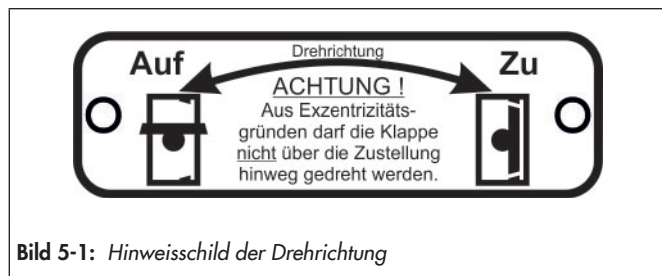 Drehrichtung
Auf Zu
ACHTUNG !
Aus Exzentrizitäts-
gründen darf die Klappe
nicht über die Zustellung
hinweg gedreht werden.
Bild 5-1: Hinweisschild der Drehrichtung